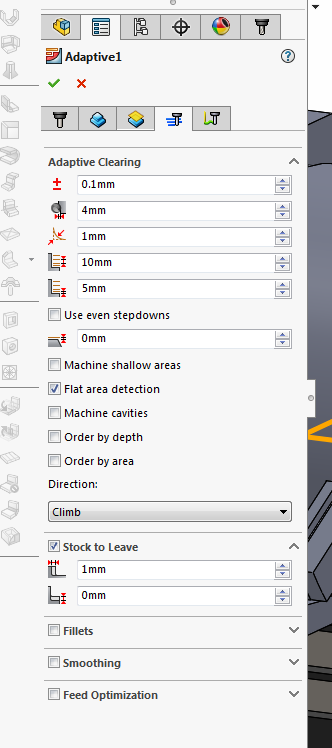 Adaptive1
Adaptive Clearing
0.1mm
4mm
1mm
10mm
5mm
Use even stepdowns
0mm
Machine shallow areas
Flat area detection
Machine cavities
Order by depth
Order by area
Direction:
Climb
Stock to Leave
1mm
0mm
Fillets
Smoothing
Feed Optimization